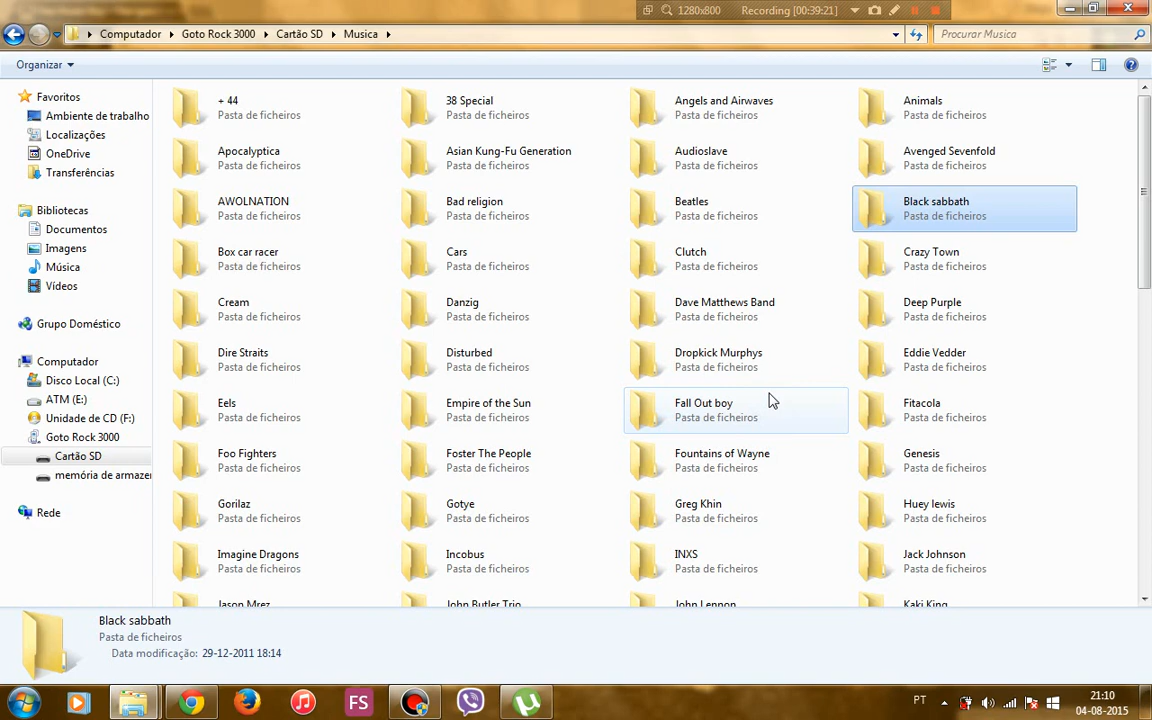 1280x800 Recording [00:39:21]
Computador Goto Rock 3000 Cartão SD Musica
Procurar Musica
Organizar
Favoritos
Ambiente de trabalho
Localizações
OneDrive
Transferências
Bibliotecas
Documentos
Imagens
Música
Vídeos
Grupo Doméstico
Computador
Disco Local (C:)
ATM (E:)
Unidade de CD (F:)
Goto Rock 3000
Cartão SD
memória de armazer
Rede
+ 44 38 Special Angels and Airwaves Animals
Pasta de ficheiros Pasta de ficheiros Pasta de ficheiros Pasta de ficheiros
Apocalyptica Asian Kung-Fu Generation Audioslave Avenged Sevenfold
Pasta de ficheiros Pasta de ficheiros Pasta de ficheiros Pasta de ficheiros
AWOLNATION Bad religion Beatles Black sabbath
Pasta de ficheiros Pasta de ficheiros Pasta de ficheiros Pasta de ficheiros
Box car racer Cars Clutch Crazy Town
Pasta de ficheiros Pasta de ficheiros Pasta de ficheiros Pasta de ficheiros
Cream Danzig Dave Matthews Band Deep Purple
Pasta de ficheiros Pasta de ficheiros Pasta de ficheiros Pasta de ficheiros
Dire Straits Disturbed Dropkick Murphys Eddie Vedder
Pasta de ficheiros Pasta de ficheiros Pasta de ficheiros Pasta de ficheiros
Eels Empire of the Sun Fall Out boy Fitacola
Pasta de ficheiros Pasta de ficheiros Pasta de ficheiros Pasta de ficheiros
Foo Fighters Foster The People Fountains of Wayne Genesis
Pasta de ficheiros Pasta de ficheiros Pasta de ficheiros Pasta de ficheiros
Gorilaz Gotye Greg Khin Huey lewis
Pasta de ficheiros Pasta de ficheiros Pasta de ficheiros Pasta de ficheiros
Imagine Dragons Incobus INXS Jack Johnson
Pasta de ficheiros Pasta de ficheiros Pasta de ficheiros Pasta de ficheiros
Jason Mrez John Butler Trio John Lennon Kaki King
Black sabbath
Pasta de ficheiros
Data modificação: 29-12-2011 18:14
FS
PT
21:10
04-08-2015